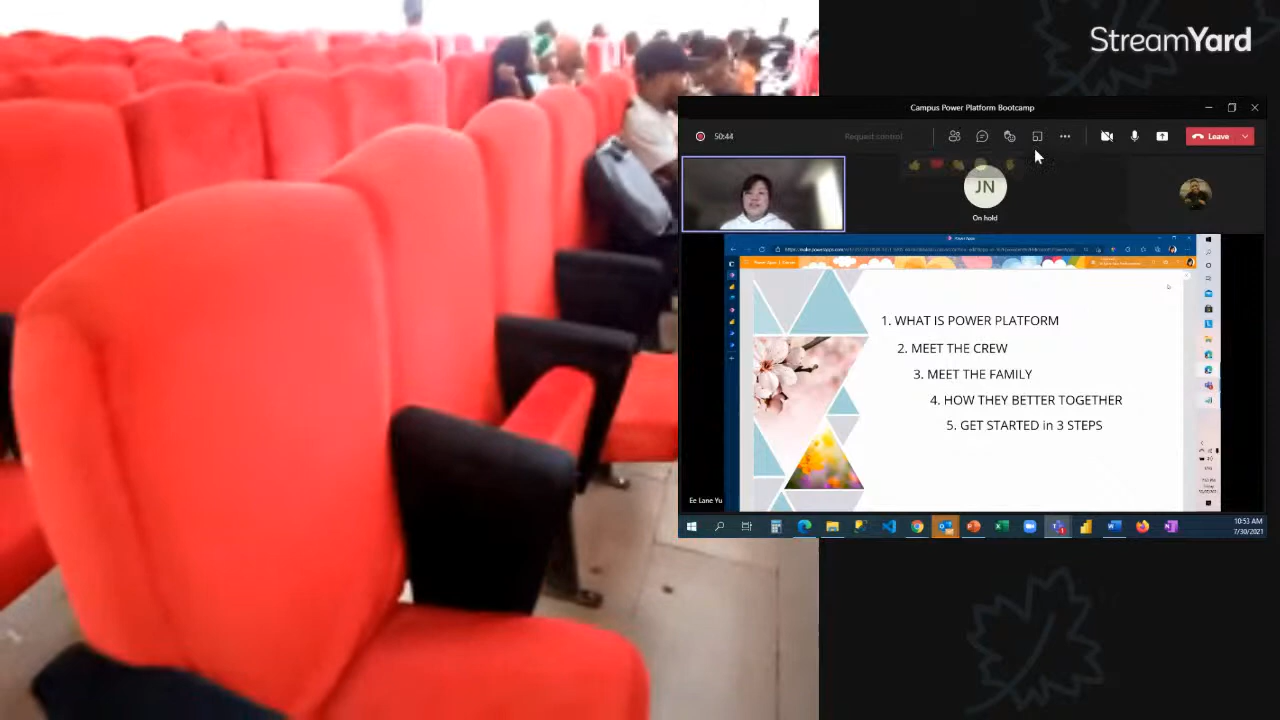 StreamYard
Campus Power Platform Bootcamp
50:44
Request control
Leave
JN
On hold
Power Apps
1. WHAT IS POWER PLATFORM
2. MEET THE CREW
3. MEET THE FAMILY
4. HOW THEY BETTER TOGETHER
5. GET STARTED in 3 STEPS
Ee Lane Yu
10:53 AM
7/30/2021